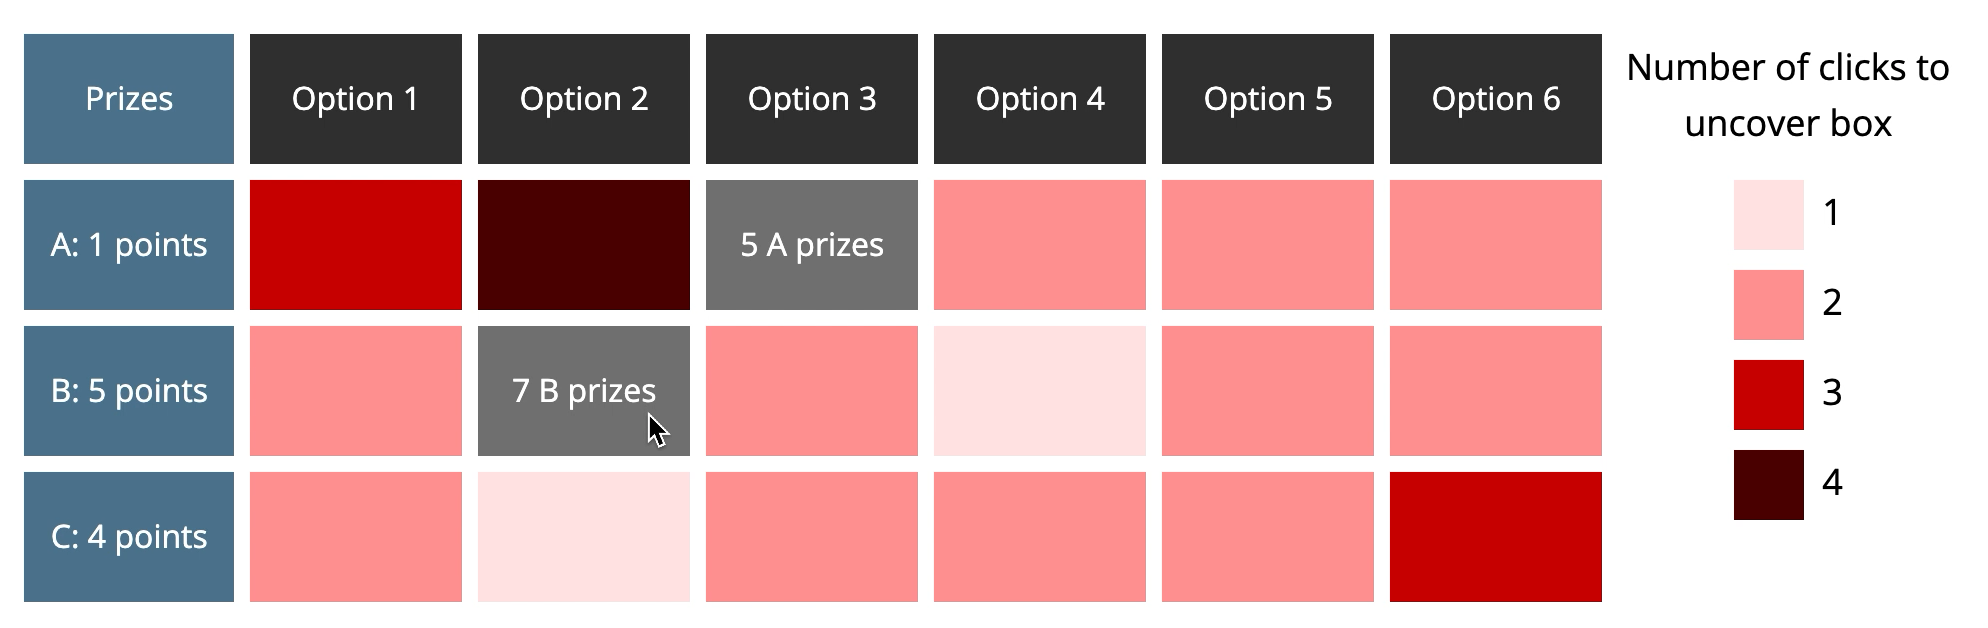 Prizes
Option 1
Option 2
Option 3
Option 4
Option 5
Option 6
Number of clicks to
uncover box
A: 1 points
5 A prizes
1
2
B: 5 points
7 B prizes
3
C: 4 points
4